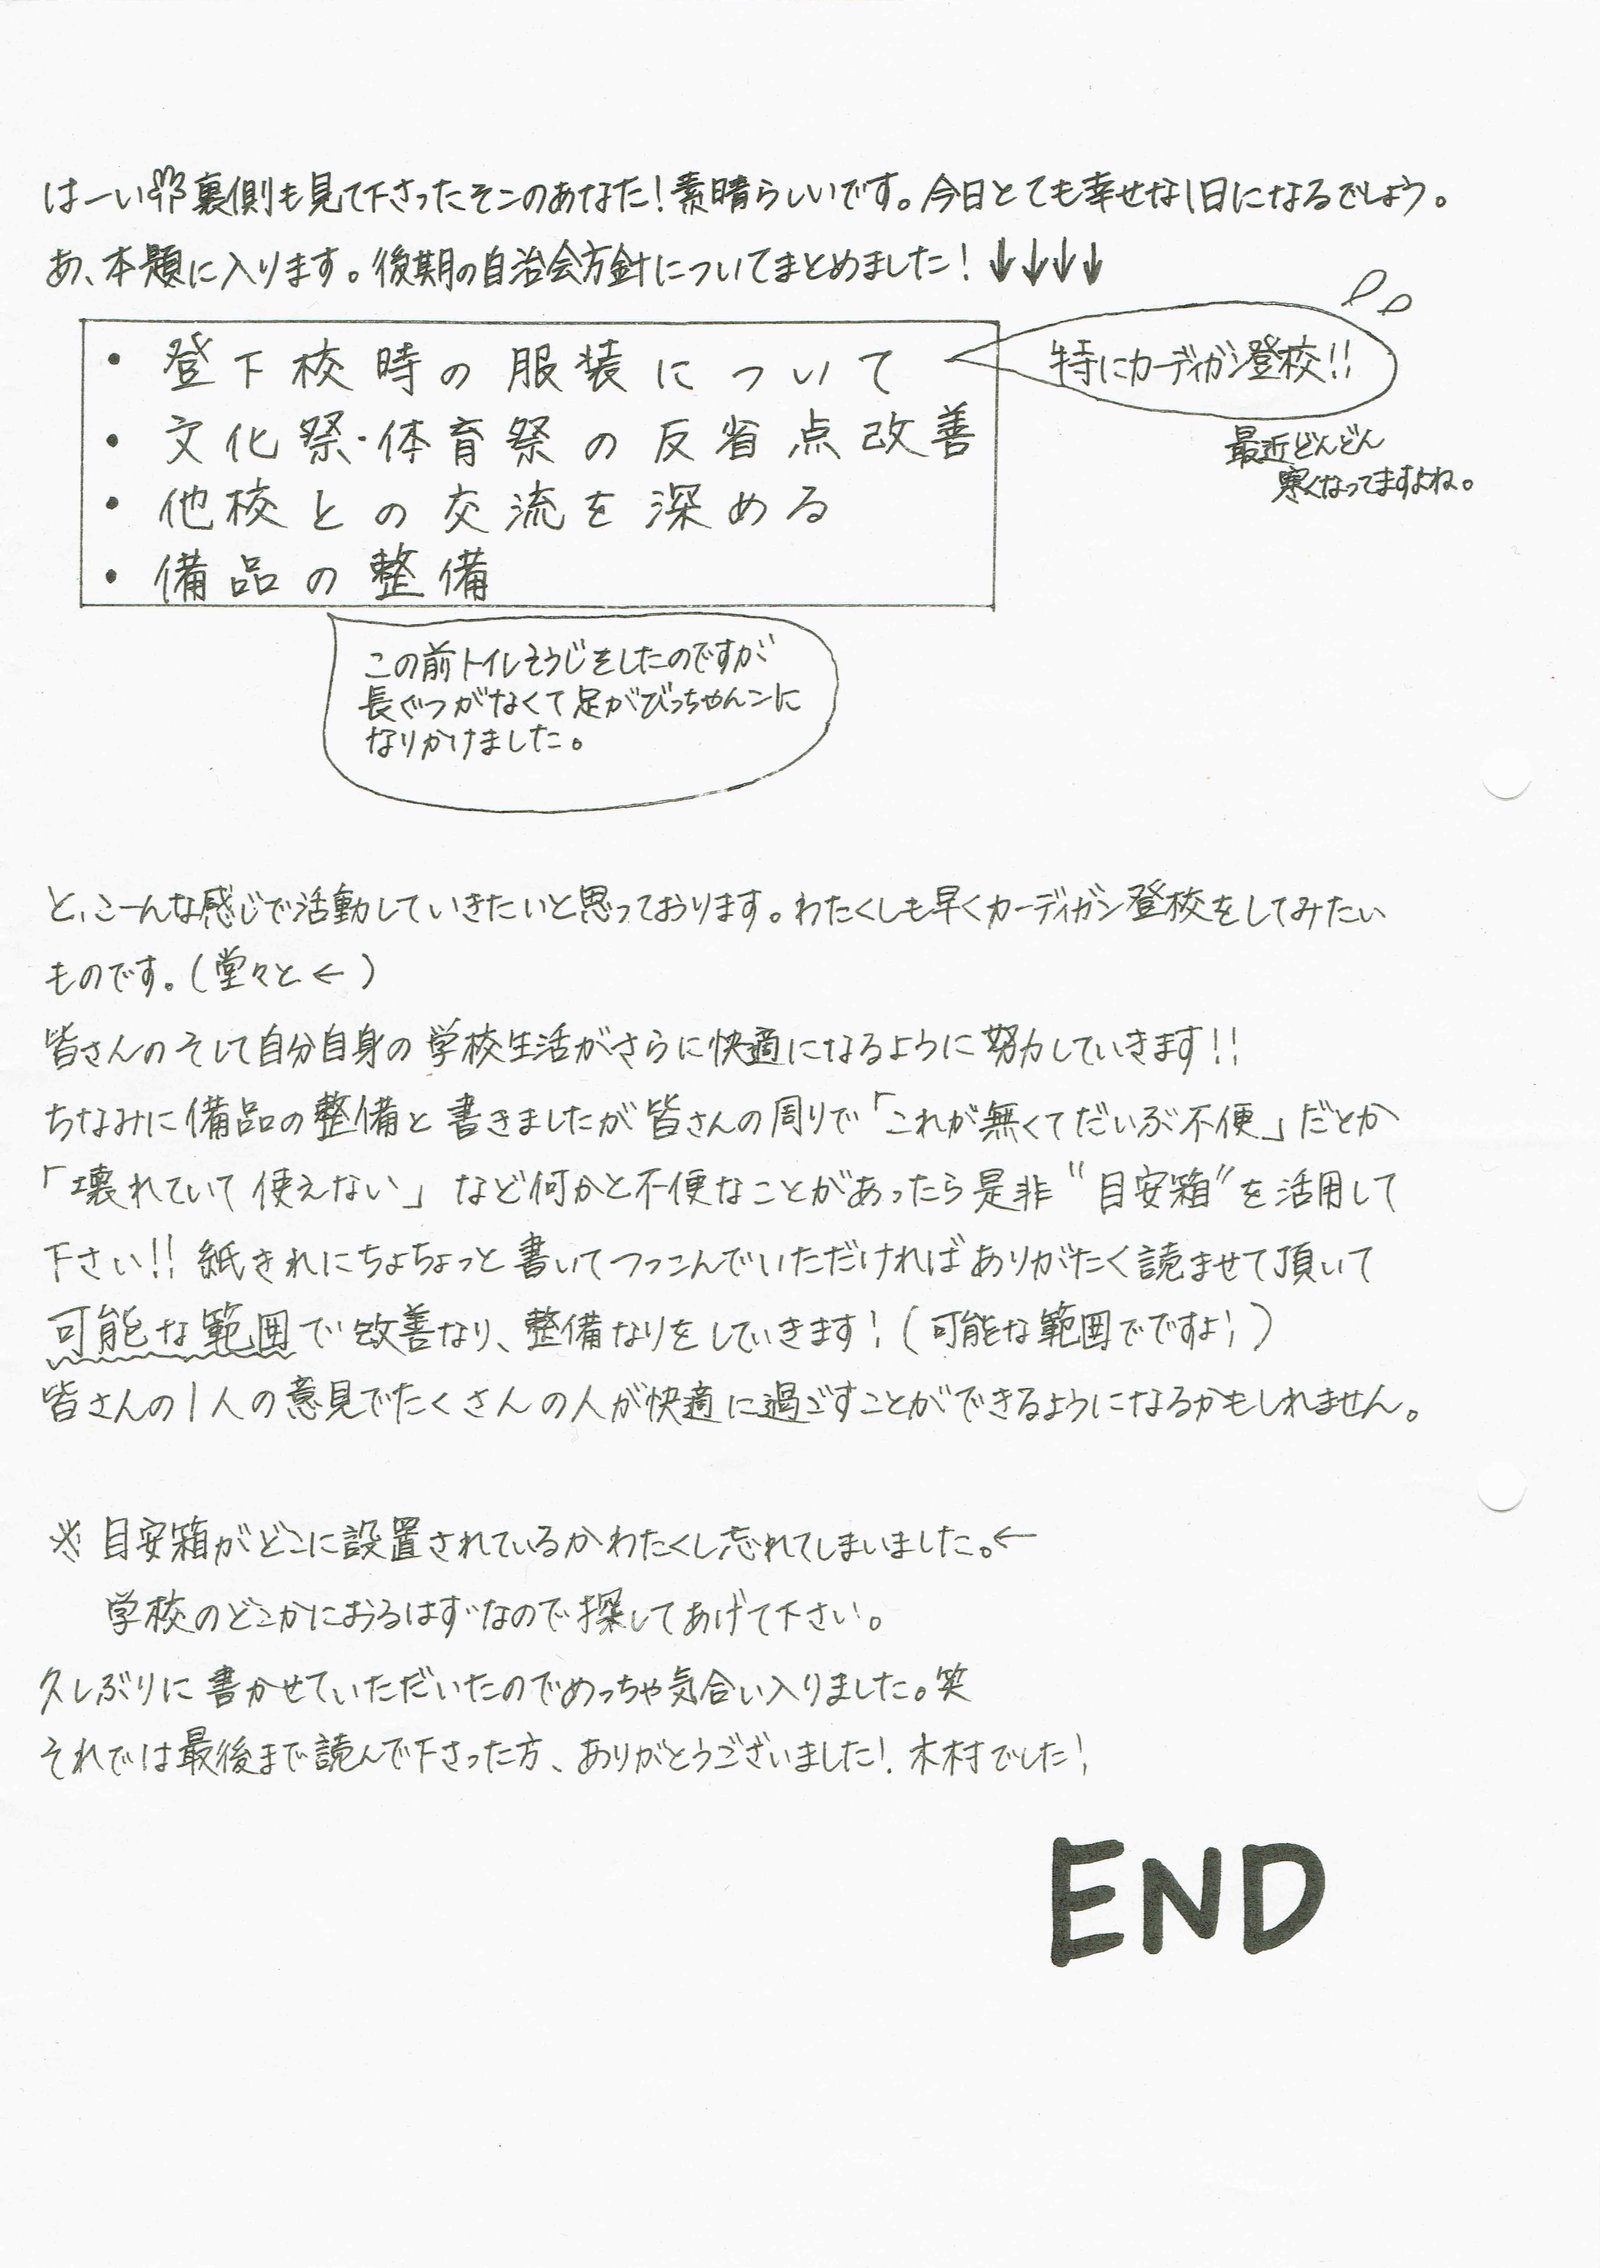 はーい裏側も見て下さったそこのあなた！素晴らしいです。今日とても幸せな1日になるでしょう。
あ、本題に入ります。後期の自治会方針についてまとめました！↓↓↓↓
・登下校時の服装について
特にカーディガン登校!!
最近どんどん
寒くなってますよね。
・文化祭・体育祭の反省点改善
・他校との交流を深める
・備品の整備
この前トイレそうじをしたのですが
長ぐつがなくて足がびっちゃんこに
なりかけました。
と、こーんな感じで活動していきたいと思っております。わたくしも早くカーディガン登校をしてみたい
ものです。(堂々と←)
皆さんのそして自分自身の学校生活がさらに快適になるように努力していきます!!
ちなみに備品の整備と書きましたが皆さんの周りで「これが無くてだいぶ不便」だとか
「壊れていて使えない」など何かと不便なことがあったら是非"目安箱"を活用して
下さい!!紙きれにちょちょっと書いてつっこんでいただければありがたく読ませて頂いて
可能な範囲で改善なり、整備なりをしていきます！(可能な範囲でですよ！)
皆さんの1人の意見でたくさんの人が快適に過ごすことができるようになるかもしれません。
※目安箱がどこに設置されているかわたくし忘れてしまいました。←
学校のどこかにおるはずなので探してあげて下さい。
久しぶりに書かせていただいたのでめっちゃ気合い入りました。笑
それでは最後まで読んで下さった方、ありがとうございました！木村でした！
END